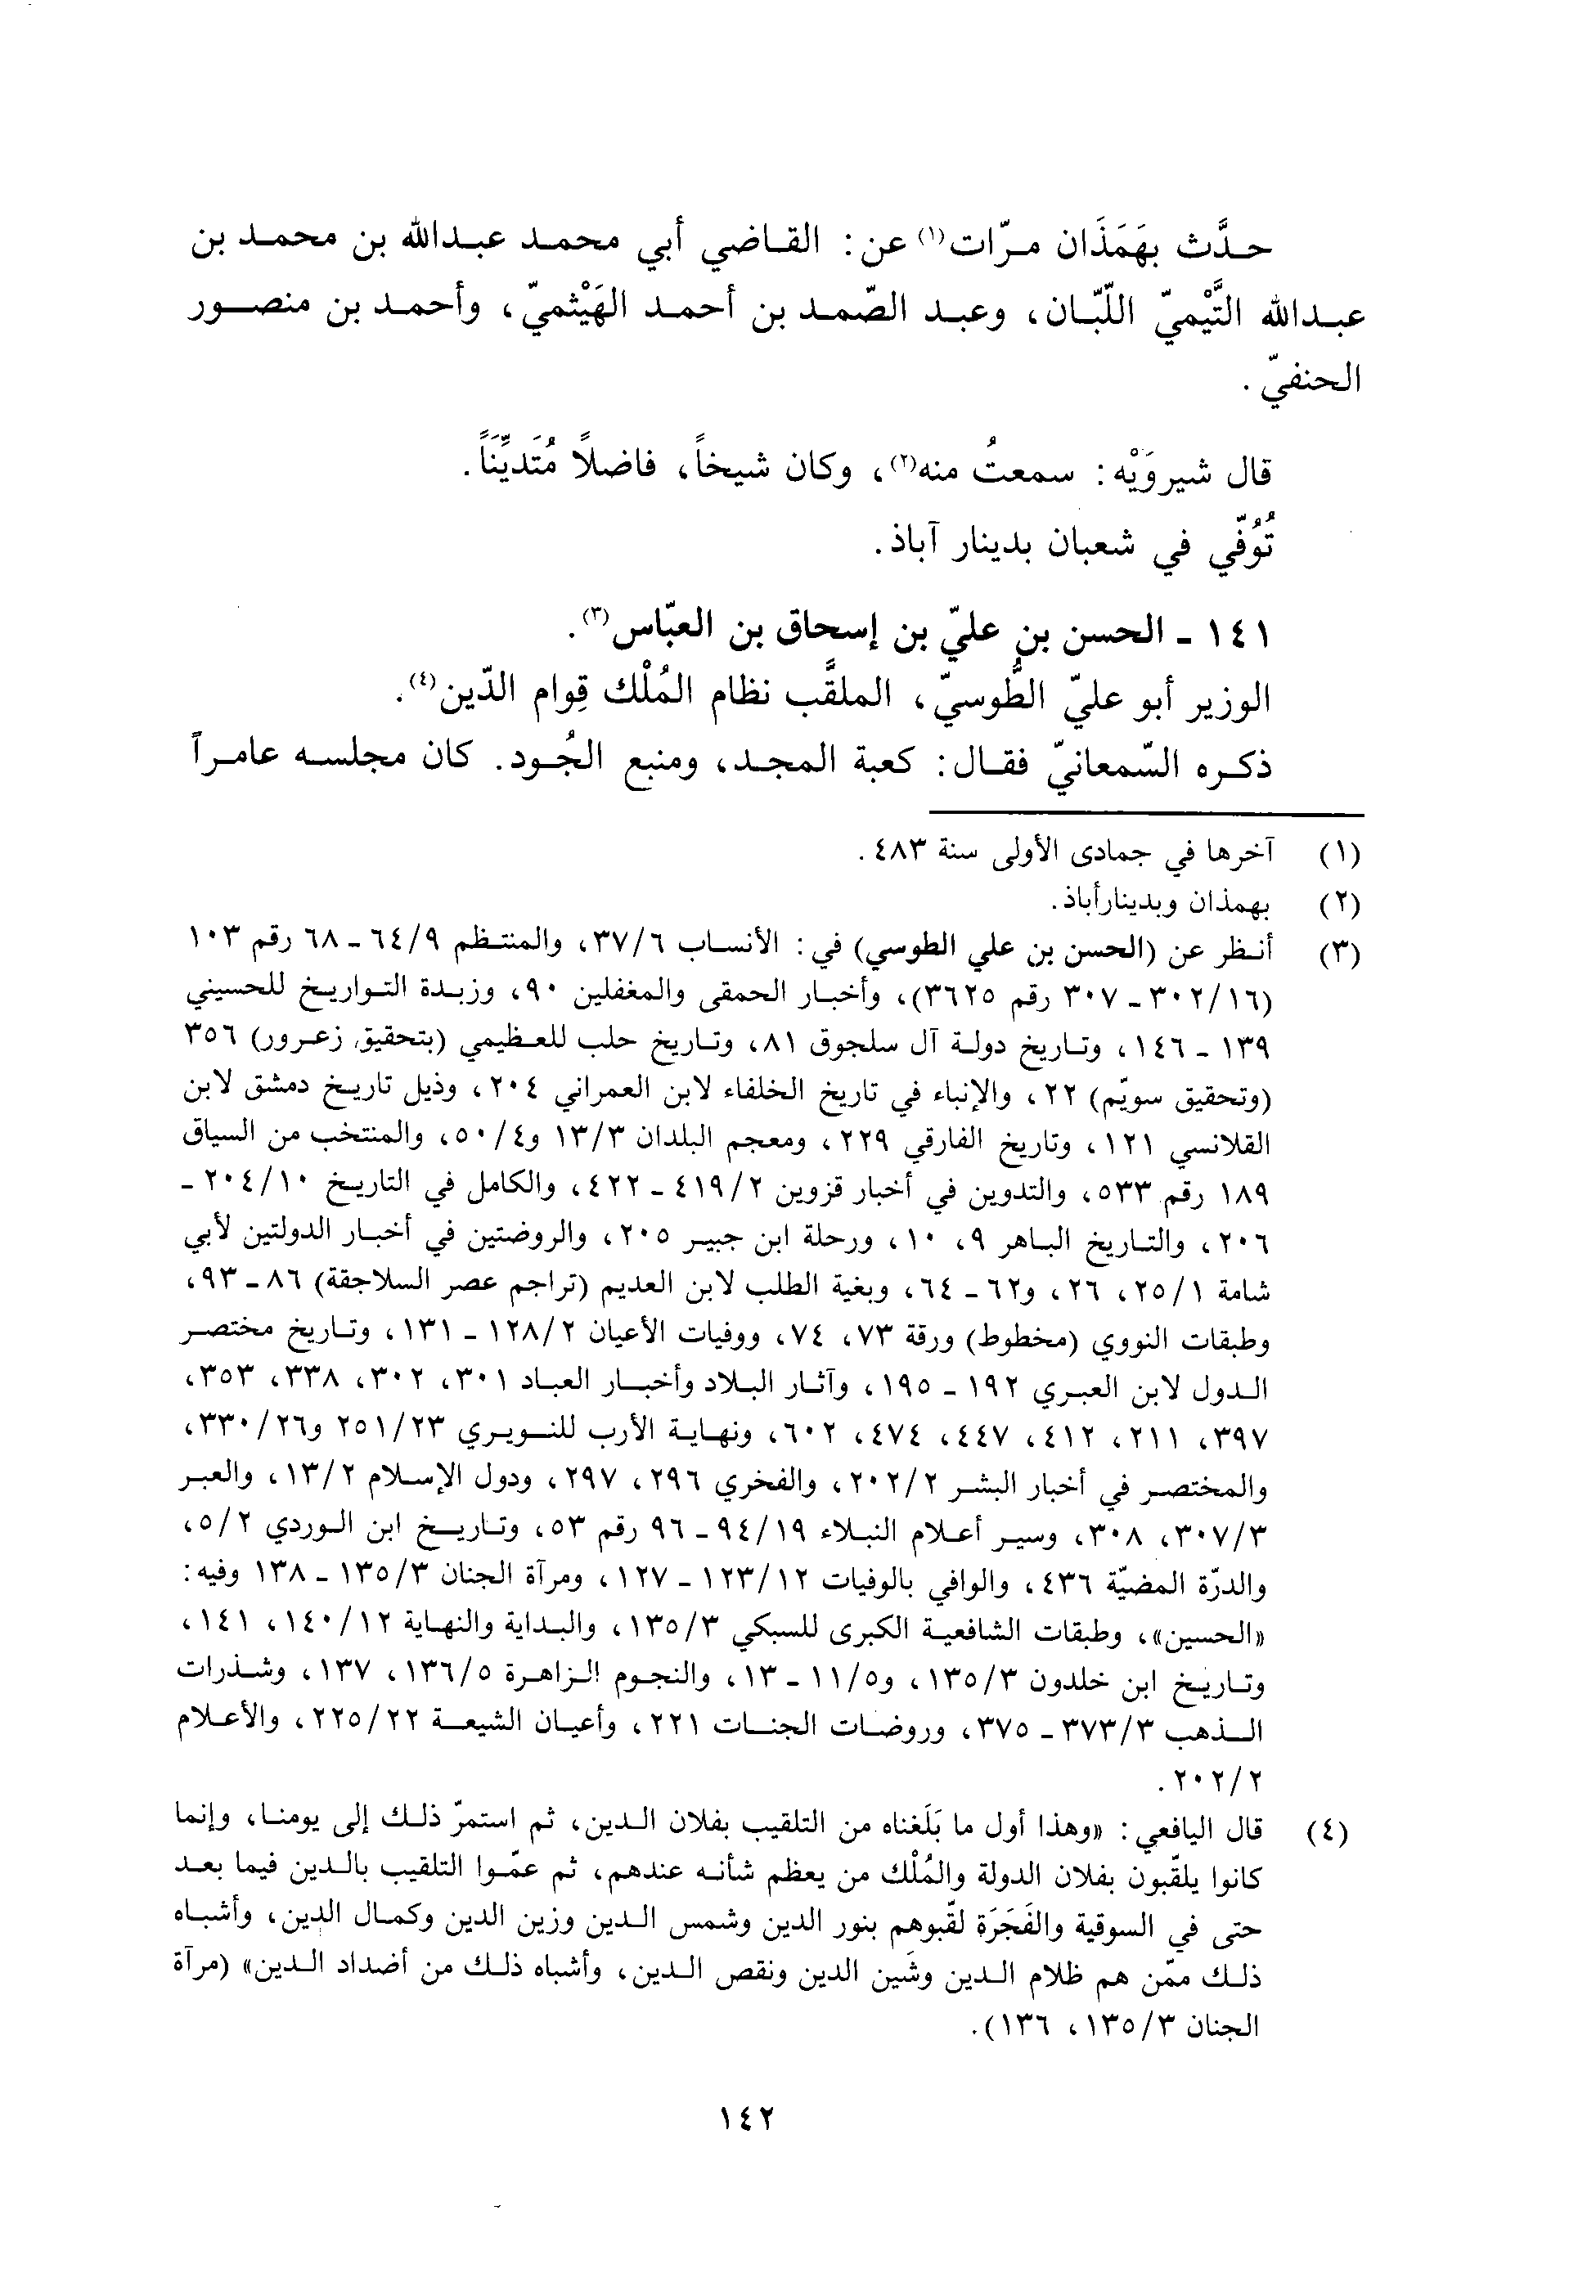 حدَّث بهَمَذَان مرّات(١) عن: القاضي أبي محمد عبدالله بن محمد بن
عبدالله التَّيْميّ اللّبّان، وعبد الصّمد بن أحمد الهَيْثميّ، وأحمد بن منصور
الحنفيّ.
قال شيرَوَيْه: سمعتُ منه(٢)، وكان شيخاً، فاضلاً مُتَديِّنَاً.
تُوُفّي في شعبان بدينار آباذ.
١٤١ ـ الحسن بن عليّ بن إسحاق بن العبّاس(٣).
الوزير أبو عليّ الطُّوسيّ، الملقَّب نظام المُلْك قِوام الدّين(٤).
ذكره السّمعانيّ فقال: كعبة المجد، ومنبع الجُود. كان مجلسه عامراً
(١) آخرها في جمادى الأولى سنة ٤٨٣.
(٢) بهمذان وبدينارأباذ.
(٣) أنظر عن (الحسن بن علي الطوسي) في: الأنساب ٣٧/٦، والمنتظم ٦٤/٩ ـ ٦٨ رقم ١٠٣
(٣٠٢/١٦ ـ ٣٠٧ رقم ٣٦٢٥)، وأخبار الحمقى والمغفلين ٩٠، وزبدة التواريخ للحسيني
١٣٩ ـ ١٤٦، وتاريخ دولة آل سلجوق ٨١، وتاريخ حلب للعظيمي (بتحقيق زعرور) ٣٥٦
(وتحقيق سويّم) ٢٢، والإنباء في تاريخ الخلفاء لابن العمراني ٢٠٤، وذيل تاريخ دمشق لابن
القلانسي ١٢١، وتاريخ الفارقي ٢٢٩، ومعجم البلدان ١٣/٣ و٥٠/٤، والمنتخب من السياق
١٨٩ رقم ٥٣٣، والتدوين في أخبار قزوين ٤١٩/٢ ـ ٤٢٢، والكامل في التاريخ ٢٠٤/١٠ ـ
٢٠٦، والتاريخ الباهر ٩، ١٠، ورحلة ابن جبير ٢٠٥، والروضتين في أخبار الدولتين لأبي
شامة ٢٥/١، ٢٦، و٦٢ ـ ٦٤، وبغية الطلب لابن العديم (تراجم عصر السلاجقة) ٨٦ ـ ٩٣،
وطبقات النووي (مخطوط) ورقة ٧٣، ٧٤، ووفيات الأعيان ١٢٨/٢ ـ ١٣١، وتاريخ مختصر
الدول لابن العبري ١٩٢ ـ ١٩٥، وآثار البلاد وأخبار العباد ٣٠١، ٣٠٢، ٣٣٨، ٣٥٣،
٣٩٧، ٢١١، ٤١٢، ٤٤٧، ٤٧٤، ٦٠٢، ونهاية الأرب للنويري ٢٥١/٢٣ و٣٣٠/٢٦،
والمختصر في أخبار البشر ٢٠٢/٢، والفخري ٢٩٦، ٢٩٧، ودول الإسلام ١٣/٢، والعبر
٣٠٧/٣، ٣٠٨، وسير أعلام النبلاء ٩٤/١٩ ـ ٩٦ رقم ٥٣، وتاريخ ابن الوردي ٥/٢،
والدرّة المضيّة ٤٣٦، والوافي بالوفيات ١٢٣/١٢ ـ ١٢٧، ومرآة الجنان ١٣٥/٣ ـ ١٣٨ وفيه:
«الحسين»، وطبقات الشافعية الكبرى للسبكي ١٣٥/٣، والبداية والنهاية ١٤٠/١٢، ١٤١،
وتاريخ ابن خلدون ١٣٥/٣، و١١/٥ ـ ١٣، والنجوم الزاهرة ١٣٦/٥، ١٣٧، وشذرات
الذهب ٣٧٣/٣ ـ ٣٧٥، وروضات الجنات ٢٢١، وأعيان الشيعة ٢٢٥/٢٢، والأعلام
٢٠٢/٢.
(٤) قال اليافعي: «وهذا أول ما بَلَغناه من التلقيب بفلان الدين، ثم استمرّ ذلك إلى يومنا، وإنما
كانوا يلقّبون بفلان الدولة والمُلْك من يعظم شأنه عندهم، ثم عمّوا التلقيب بالدين فيما بعد
حتى في السوقية والفَجَرَة لقّبوهم بنور الدين وشمس الدين وزين الدين وكمال الدين، وأشباه
ذلك ممّن هم ظلام الدين وشَين الدين ونقص الدين، وأشباه ذلك من أضداد الدين» (مرآة
الجنان ١٣٥/٣، ١٣٦).
١٤٢